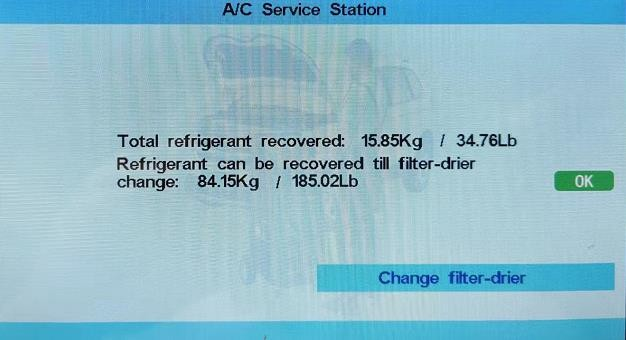 A/C Service Station
Total refrigerant recovered: 15.85Kg / 34.76Lb
Refrigerant can be recovered till filter-drier
change: 84.15Kg / 185.02Lb
OK
Change filter-drier